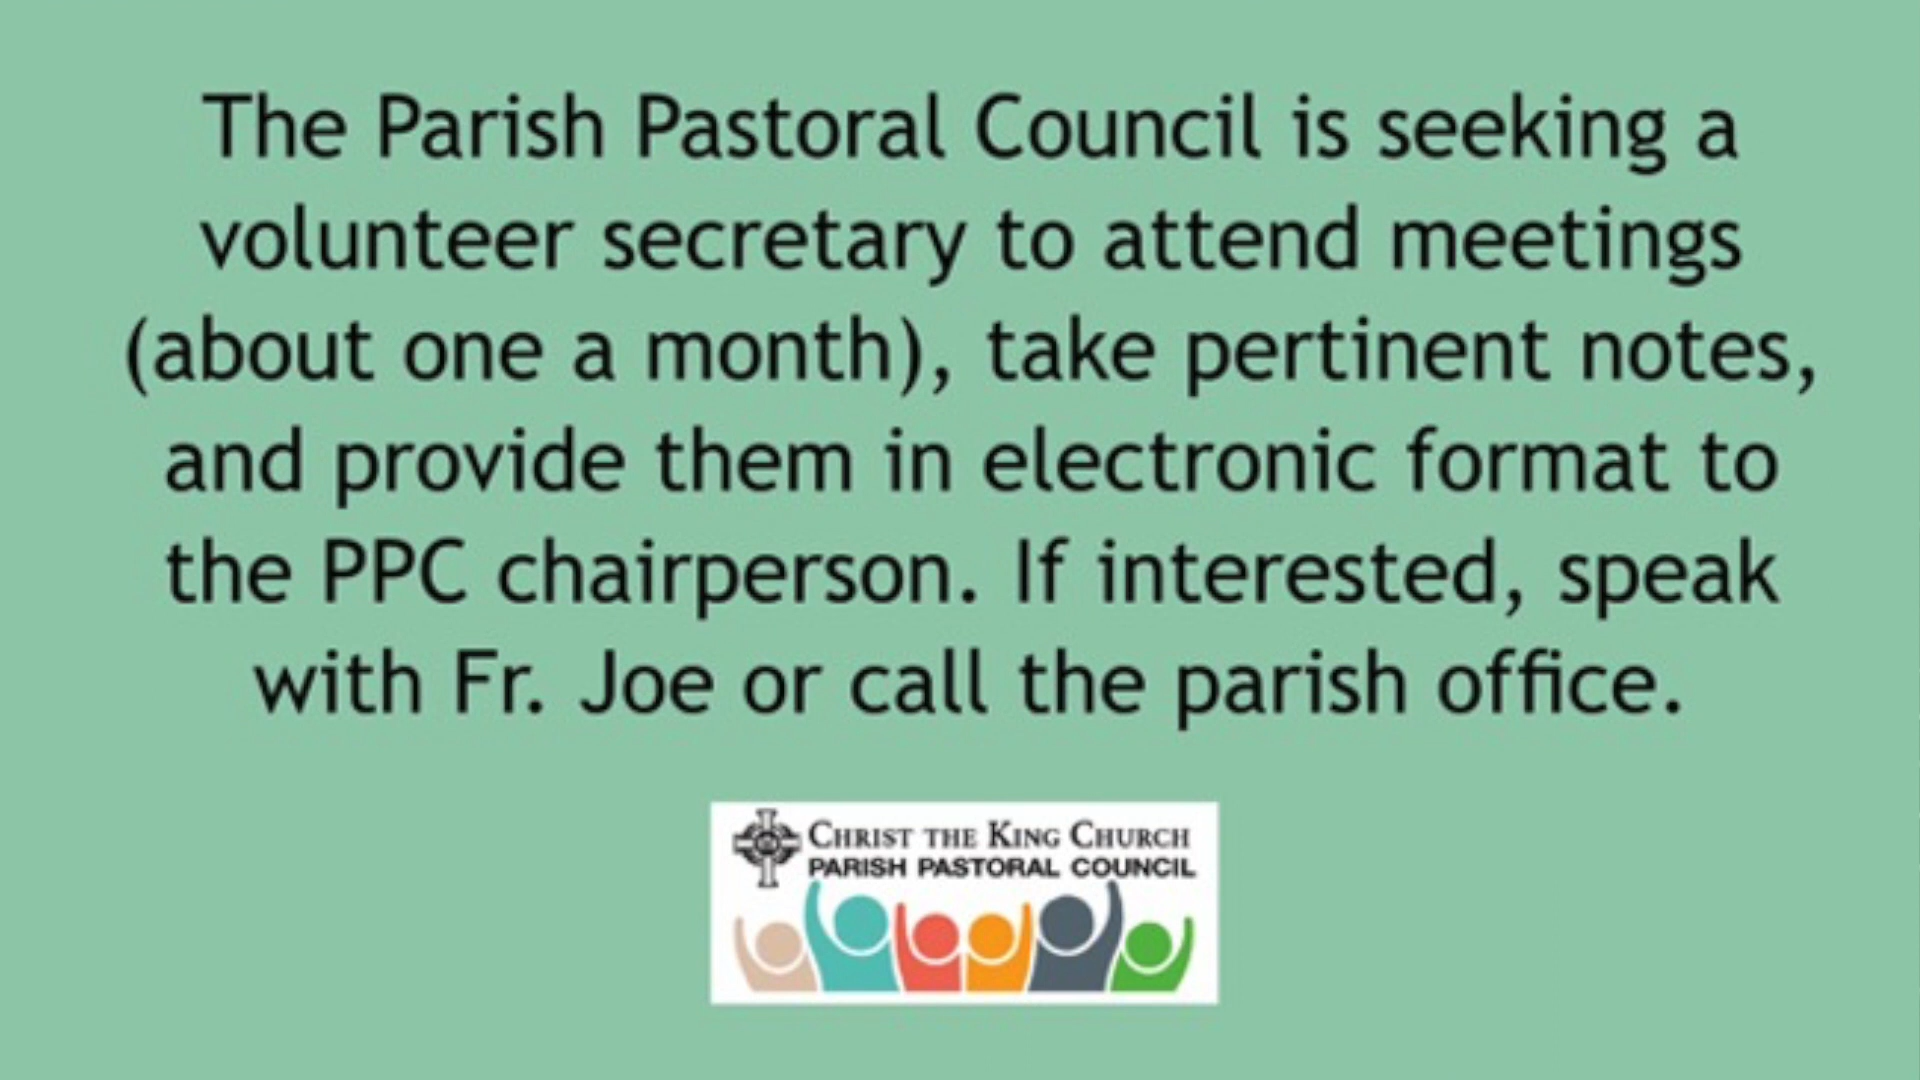 The Parish Pastoral Council is seeking a
volunteer secretary to attend meetings
(about one a month), take pertinent notes,
and provide them in electronic format to
the PPC chairperson. If interested, speak
with Fr. Joe or call the parish office.
CHRIST THE KING CHURCH
PARISH PASTORAL COUNCIL